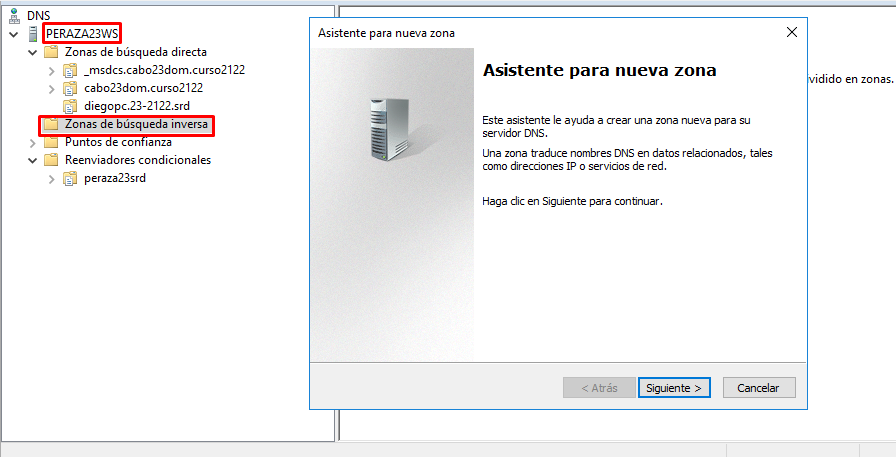 DNS
PERAZA23WS
Zonas de búsqueda directa
_msdcs.cabo23dom.curso2122
cabo23dom.curso2122
diegopc.23-2122.srd
Zonas de búsqueda inversa
Puntos de confianza
Reenviadores condicionales
peraza23srd
Asistente para nueva zona
Asistente para nueva zona
Este asistente le ayuda a crear una zona nueva para su
servidor DNS.
Una zona traduce nombres DNS en datos relacionados, tales
como direcciones IP o servicios de red.
Haga clic en Siguiente para continuar.
< Atrás
Siguiente >
Cancelar
vidido en zonas.